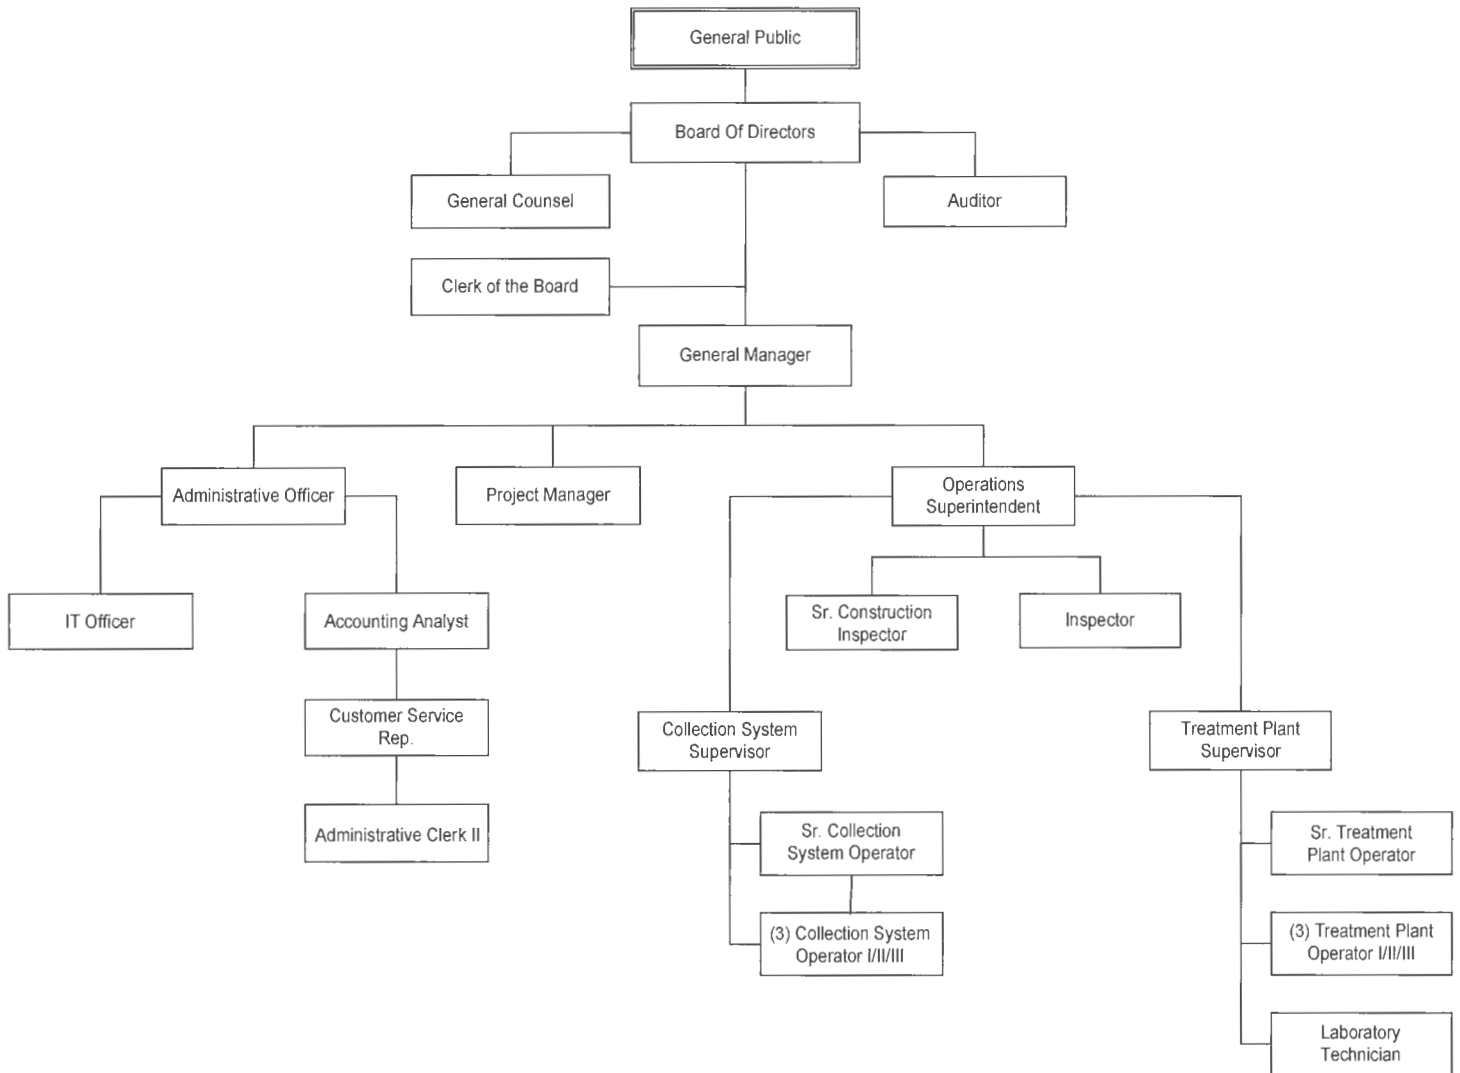 General Public
Board Of Directors
General Counsel
Auditor
Clerk of the Board
General Manager
Administrative Officer
Project Manager
Operations
Superintendent
IT Officer
Accounting Analyst
Sr. Construction
Inspector
Inspector
Customer Service
Rep.
Collection System
Supervisor
Treatment Plant
Supervisor
Administrative Clerk II
Sr. Collection
System Operator
Sr. Treatment
Plant Operator
(3) Collection System
Operator I/II/III
(3) Treatment Plant
Operator I/II/III
Laboratory
Technician